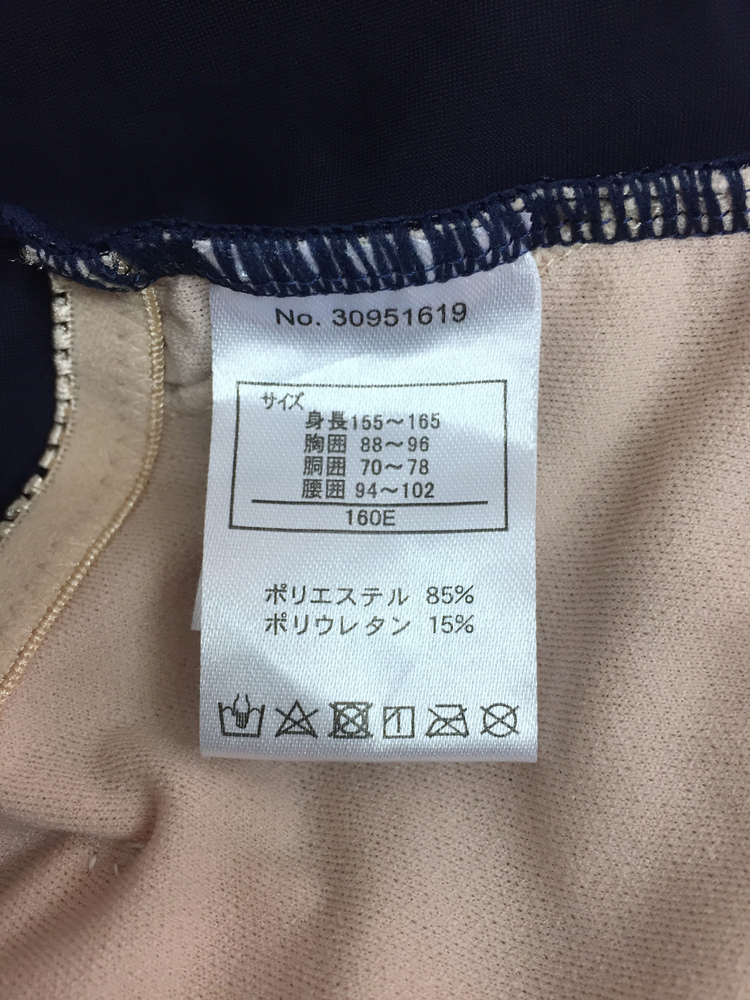 No. 30951619
サイズ
身長155～165
胸囲 88～96
胴囲 70～78
腰囲 94～102
160E
ポリエステル 85%
ポリウレタン 15%